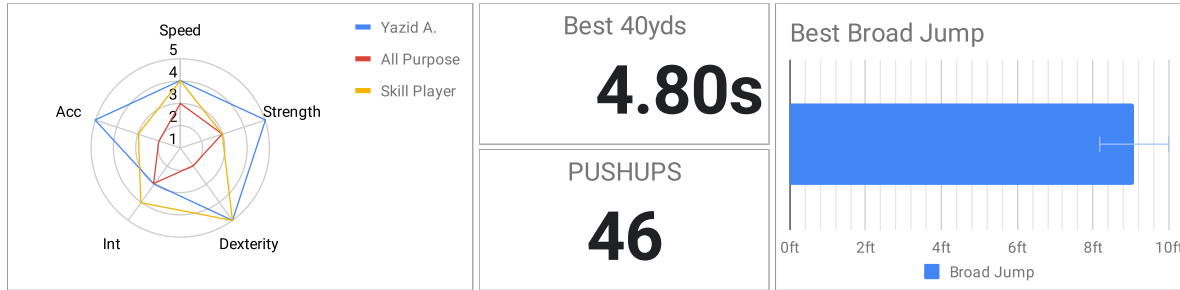 Speed
5
4
3
2
1
Acc
Strength
Int
Dexterity
Yazid A.
All Purpose
Skill Player
Best 40yds
4.80s
PUSHUPS
46
Best Broad Jump
0ft 2ft 4ft 6ft 8ft 10ft
Broad Jump